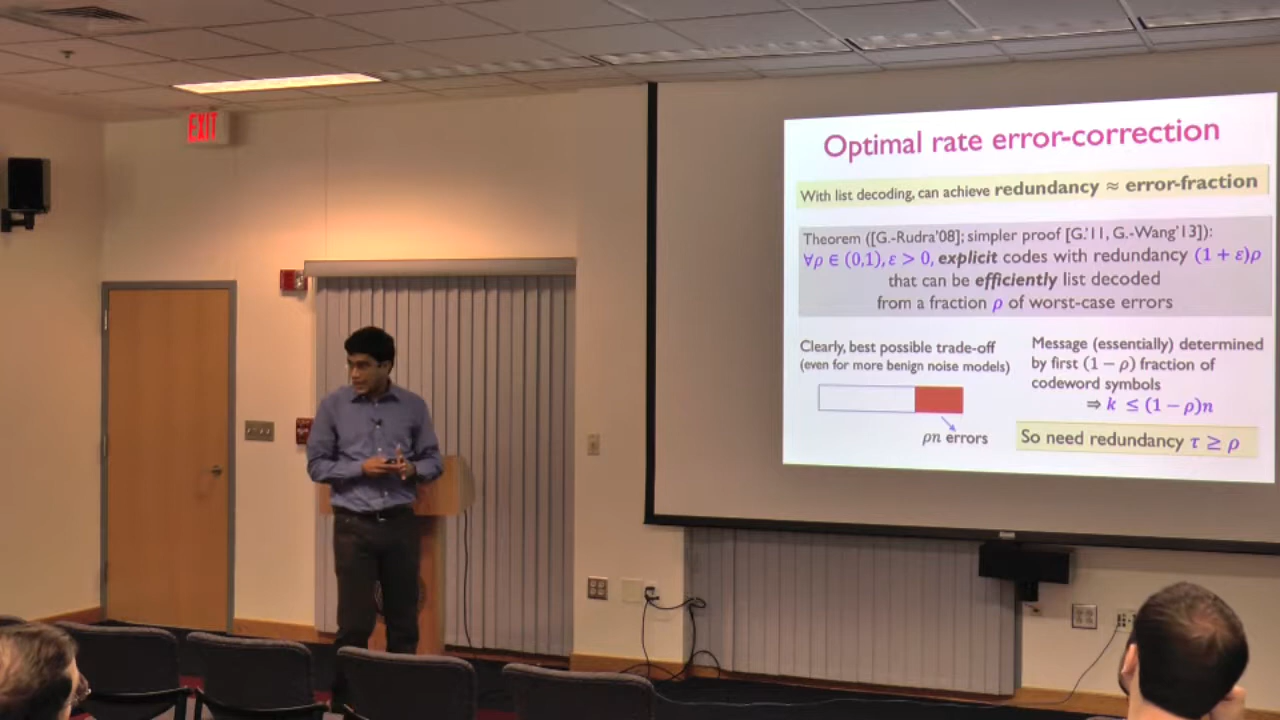 EXIT
Optimal rate error-correction
With list decoding, can achieve redundancy ≈ error-fraction
Theorem ([G.-Rudra'08]; simpler proof [G.'11, G.-Wang'13]):
∀ρ ∈ (0,1), ε > 0, explicit codes with redundancy (1 + ε)ρ
that can be efficiently list decoded
from a fraction ρ of worst-case errors
Clearly, best possible trade-off
(even for more benign noise models)
ρn errors
Message (essentially) determined
by first (1 − ρ) fraction of
codeword symbols
⇒ k ≤ (1 − ρ)n
So need redundancy τ ≥ ρ